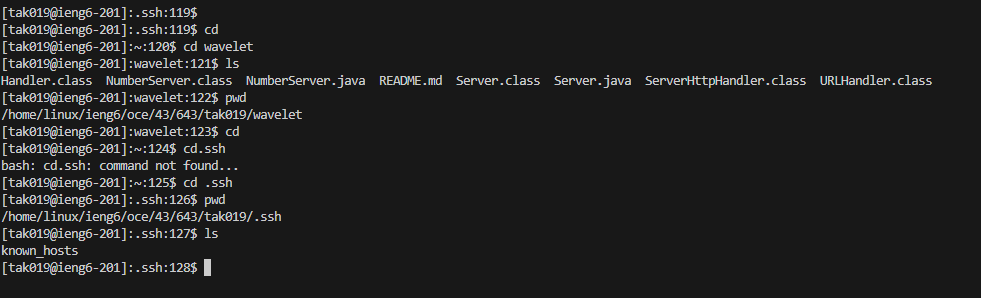 [tak019@ieng6-201]:.ssh:119$
[tak019@ieng6-201]:.ssh:119$ cd
[tak019@ieng6-201]:~:120$ cd wavelet
[tak019@ieng6-201]:wavelet:121$ ls
Handler.class  NumberServer.class  NumberServer.java  README.md  Server.class  Server.java  ServerHttpHandler.class  URLHandler.class
[tak019@ieng6-201]:wavelet:122$ pwd
/home/linux/ieng6/oce/43/643/tak019/wavelet
[tak019@ieng6-201]:wavelet:123$ cd
[tak019@ieng6-201]:~:124$ cd.ssh
bash: cd.ssh: command not found...
[tak019@ieng6-201]:~:125$ cd .ssh
[tak019@ieng6-201]:.ssh:126$ pwd
/home/linux/ieng6/oce/43/643/tak019/.ssh
[tak019@ieng6-201]:.ssh:127$ ls
known_hosts
[tak019@ieng6-201]:.ssh:128$